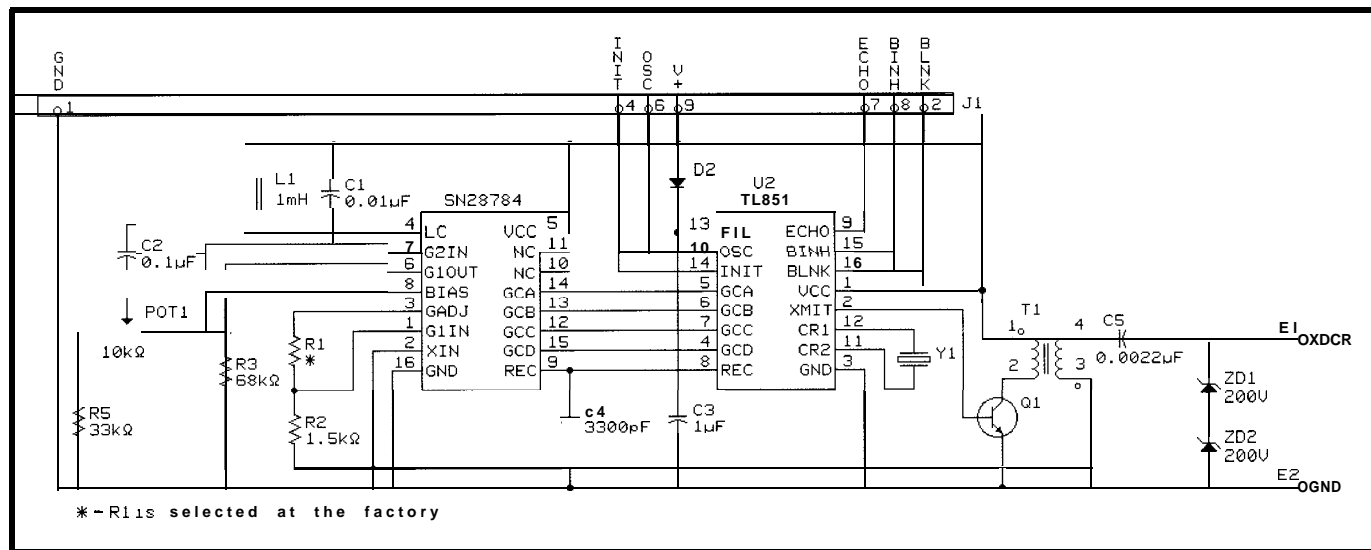 GND
INIT
OSC
V+
ECHO
BINH
BLNK
1
4
6
9
7
8
2
J1
D2
L1
1mH
C1
0.01µF
SN28784
U2
TL851
C2
0.1µF
4 LC VCC 5
7 G2IN NC 11
6 G1OUT NC 10
8 BIAS GCA 14
3 GADJ GCB 13
1 G1IN GCC 12
2 XIN GCD 15
16 GND REC 9
13 FIL ECHO 9
10 OSC BINH 15
14 INIT BLNK 16
5 GCA VCC 1
6 GCB XMIT 2
7 GCC CR1 12
4 GCD CR2 11
8 REC GND 3
POT1
10kΩ
R1
*
R3
68kΩ
R5
33kΩ
R2
1.5kΩ
c4
3300pF
C3
1µF
Y1
T1
1
4
2
3
C5
0.0022µF
Q1
E1
OXDCR
ZD1
200V
ZD2
200V
E2
OGND
* - R1 is selected at the factory